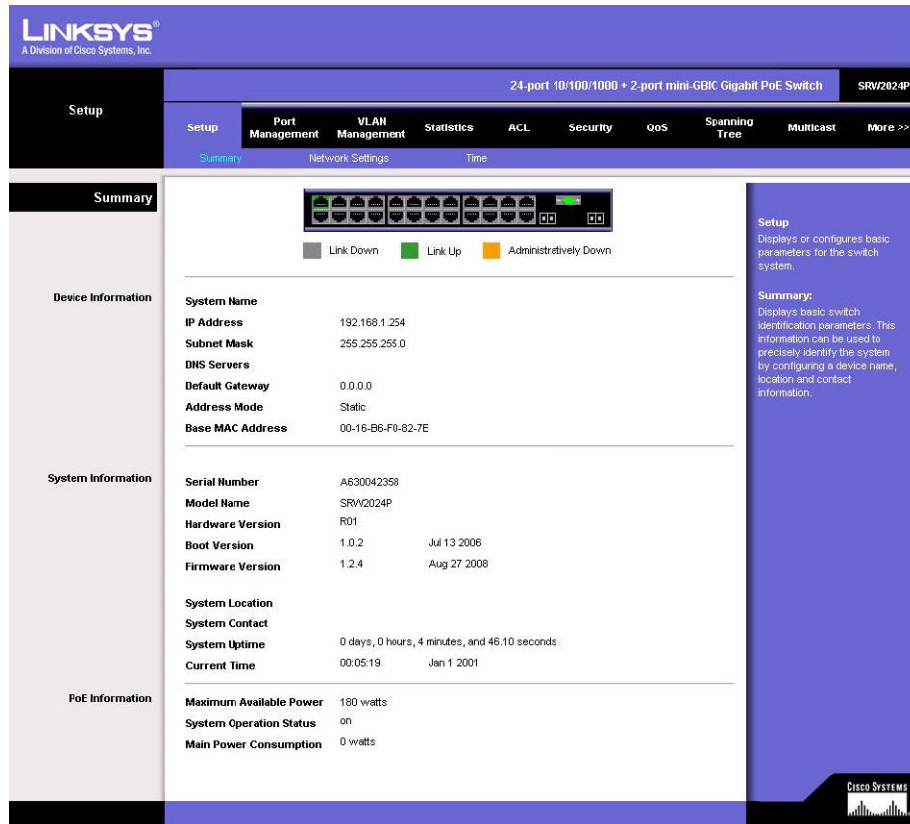 LINKSYS®
A Division of Cisco Systems, Inc.
24-port 10/100/1000 + 2-port mini-GBIC Gigabit PoE Switch
SRW2024P
Setup
Setup
Port Management
VLAN Management
Statistics
ACL
Security
QoS
Spanning Tree
Multicast
More >>
Summary
Network Settings
Time
Summary
Link Down
Link Up
Administratively Down
Device Information
System Name
IP Address 192.168.1.254
Subnet Mask 255.255.255.0
DNS Servers
Default Gateway 0.0.0.0
Address Mode Static
Base MAC Address 00-16-B6-F0-82-7E
System Information
Serial Number A630042358
Model Name SRW2024P
Hardware Version R01
Boot Version 1.0.2 Jul 13 2006
Firmware Version 1.2.4 Aug 27 2008
System Location
System Contact
System Uptime 0 days, 0 hours, 4 minutes, and 46.10 seconds
Current Time 00:05:19 Jan 1 2001
PoE Information
Maximum Available Power 180 watts
System Operation Status on
Main Power Consumption 0 watts
Setup
Displays or configures basic
parameters for the switch
system.
Summary:
Displays basic switch
identification parameters. This
information can be used to
precisely identify the system
by configuring a device name,
location and contact
information.
CISCO SYSTEMS